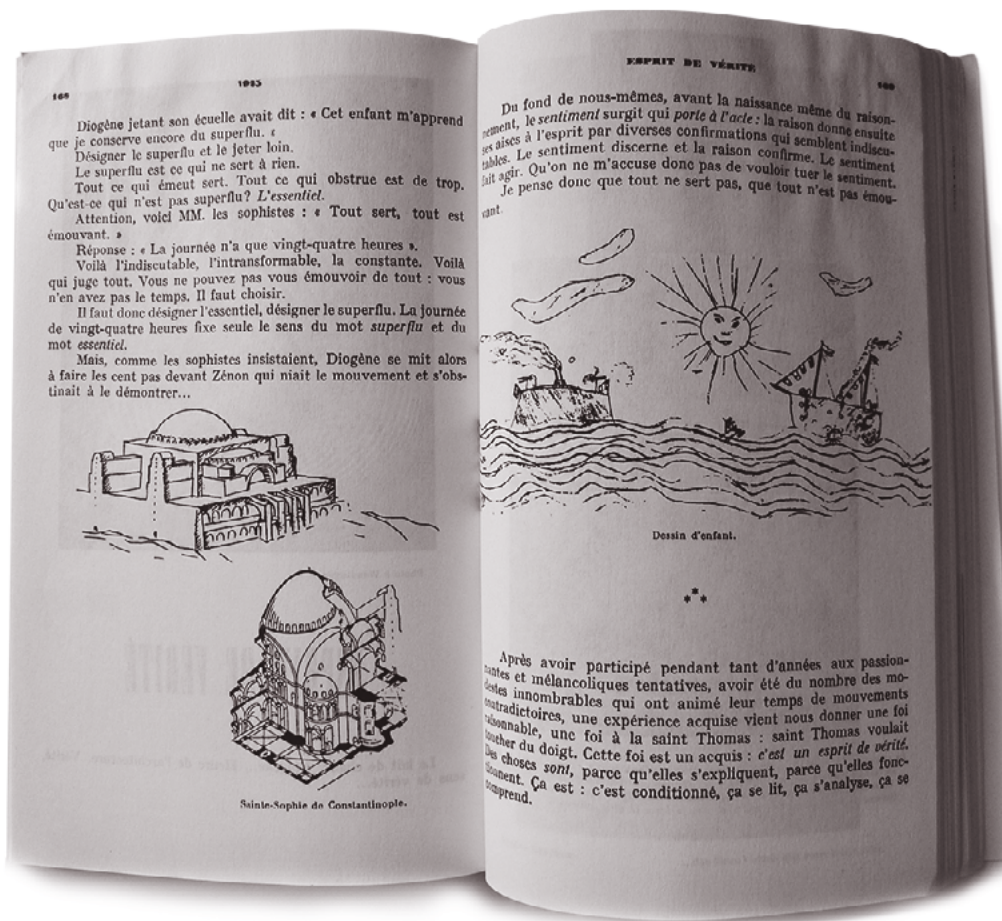 168
1925
Diogène jetant son écuelle avait dit : « Cet enfant m'apprend
que je conserve encore du superflu. «
Désigner le superflu et le jeter loin.
Le superflu est ce qui ne sert à rien.
Tout ce qui émeut sert. Tout ce qui obstrue est de trop.
Qu'est-ce qui n'est pas superflu? L'essentiel.
Attention, voici MM. les sophistes : « Tout sert, tout est
émouvant. »
Réponse : « La journée n'a que vingt-quatre heures ».
Voilà l'indiscutable, l'intransformable, la constante. Voilà
qui juge tout. Vous ne pouvez pas vous émouvoir de tout : vous
n'en avez pas le temps. Il faut choisir.
Il faut donc désigner l'essentiel, désigner le superflu. La journée
de vingt-quatre heures fixe seule le sens du mot superflu et du
mot essentiel.
Mais, comme les sophistes insistaient, Diogène se mit alors
à faire les cent pas devant Zénon qui niait le mouvement et s'obs-
tinait à le démontrer...
Sainte-Sophie de Constantinople.
ESPRIT DE VÉRITÉ
169
Du fond de nous-mêmes, avant la naissance même du raison-
nement, le sentiment surgit qui porte à l'acte : la raison donne ensuite
ses aises à l'esprit par diverses confirmations qui semblent indiscu-
tables. Le sentiment discerne et la raison confirme. Le sentiment
fait agir. Qu'on ne m'accuse donc pas de vouloir tuer le sentiment.
Je pense donc que tout ne sert pas, que tout n'est pas émou-
vant.
Dessin d'enfant.
Après avoir participé pendant tant d'années aux passion-
nantes et mélancoliques tentatives, avoir été du nombre des mo-
destes innombrables qui ont animé leur temps de mouvements
contradictoires, une expérience acquise vient nous donner une foi
raisonnable, une foi à la saint Thomas : saint Thomas voulait
toucher du doigt. Cette foi est un acquis : c'est un esprit de vérité.
Des choses sont, parce qu'elles s'expliquent, parce qu'elles fonc-
tionnent. Ça est : c'est conditionné, ça se lit, ça s'analyse, ça se
comprend.